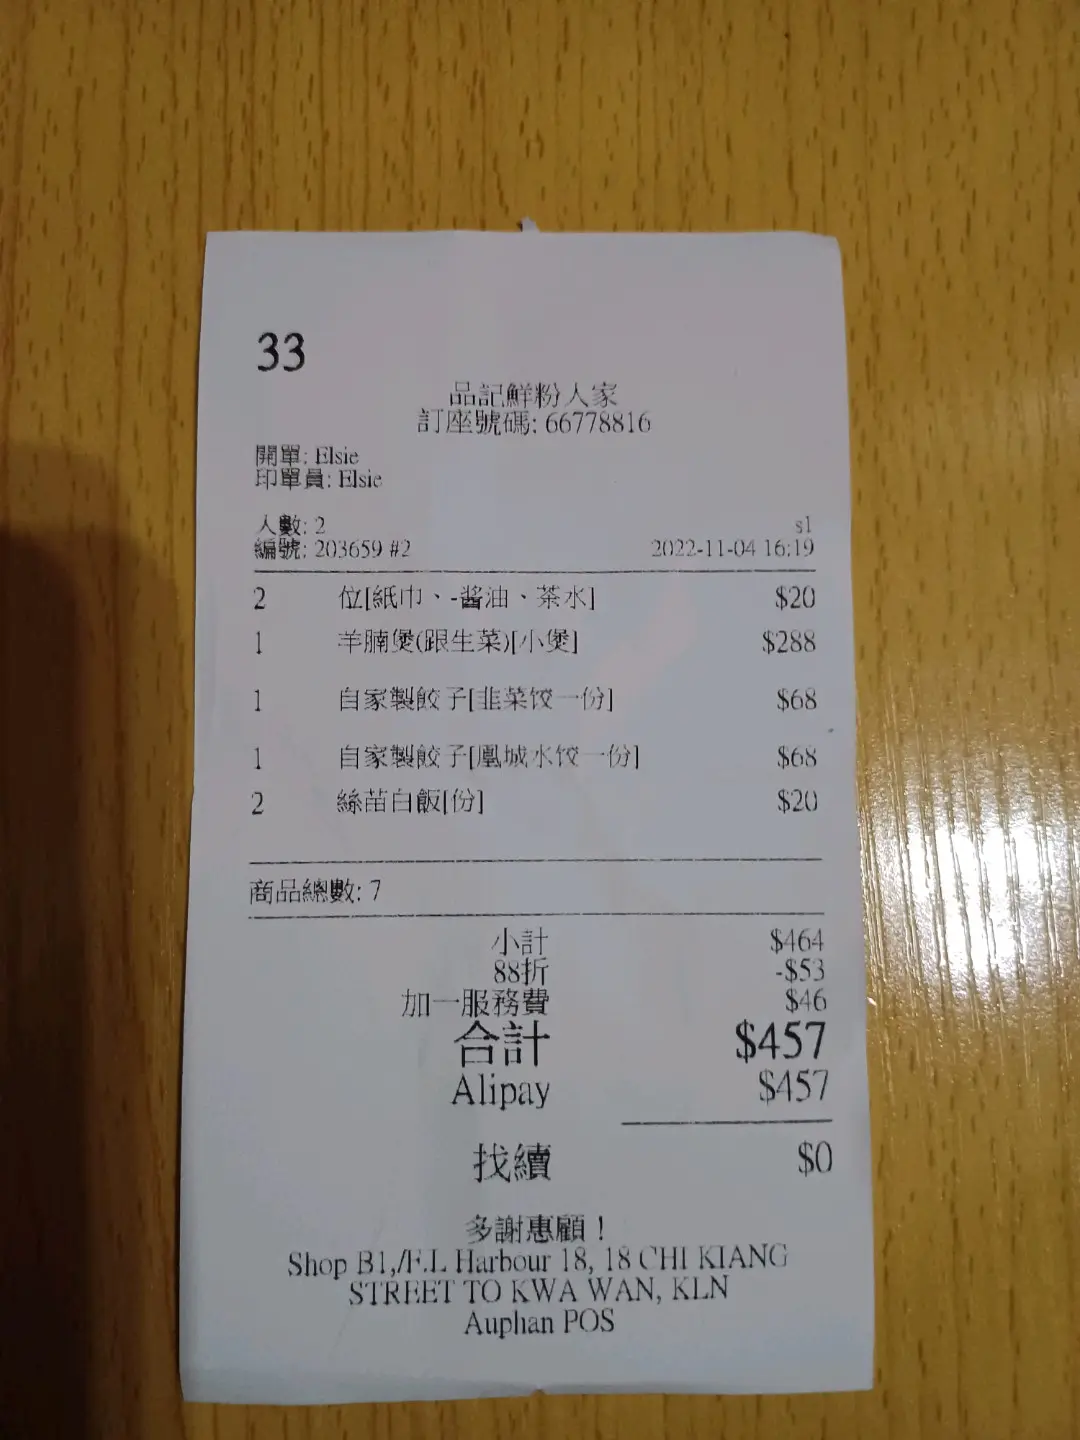 33
品記鮮粉人家
訂座號碼: 66778816
開單: Elsie
印單員: Elsie
人數: 2 s1
編號: 203659 #2 2022-11-04 16:19
2 位[紙巾、-酱油、茶水] $20
1 羊腩煲(跟生菜)[小煲] $288
1 自家製餃子[韭菜饺一份] $68
1 自家製餃子[凰城水饺一份] $68
2 絲苗白飯[份] $20
商品總數: 7
小計 $464
88折 -$53
加一服務費 $46
合計 $457
Alipay $457
找續 $0
多謝惠顧！
Shop B1,/F.L Harbour 18, 18 CHI KIANG
STREET TO KWA WAN, KLN
Auphan POS